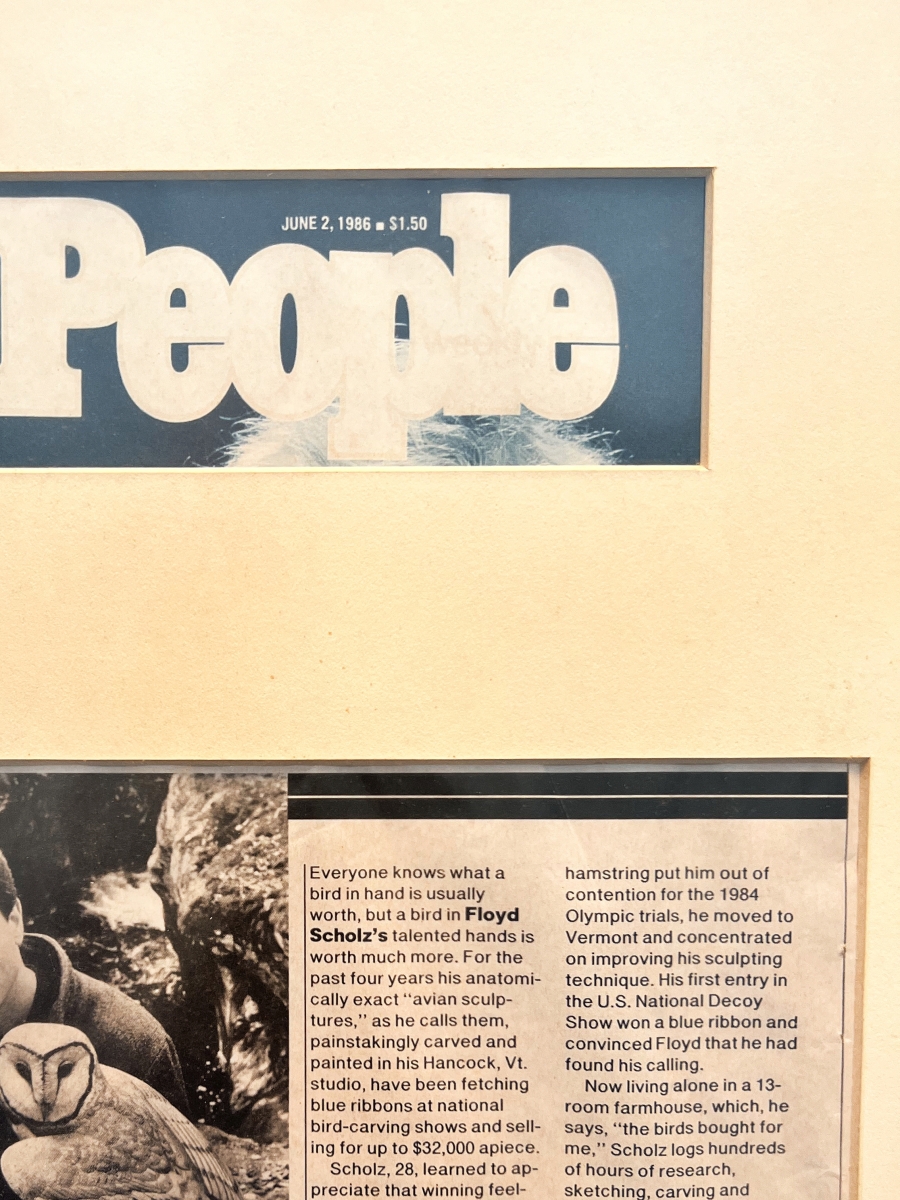 JUNE 2, 1986 ■ $1.50
People
weekly
Everyone knows what a
bird in hand is usually
worth, but a bird in Floyd
Scholz's talented hands is
worth much more. For the
past four years his anatomi-
cally exact "avian sculp-
tures," as he calls them,
painstakingly carved and
painted in his Hancock, Vt.
studio, have been fetching
blue ribbons at national
bird-carving shows and sell-
ing for up to $32,000 apiece.
Scholz, 28, learned to ap-
preciate that winning feel-
hamstring put him out of
contention for the 1984
Olympic trials, he moved to
Vermont and concentrated
on improving his sculpting
technique. His first entry in
the U.S. National Decoy
Show won a blue ribbon and
convinced Floyd that he had
found his calling.
Now living alone in a 13-
room farmhouse, which, he
says, "the birds bought for
me," Scholz logs hundreds
of hours of research,
sketching, carving and